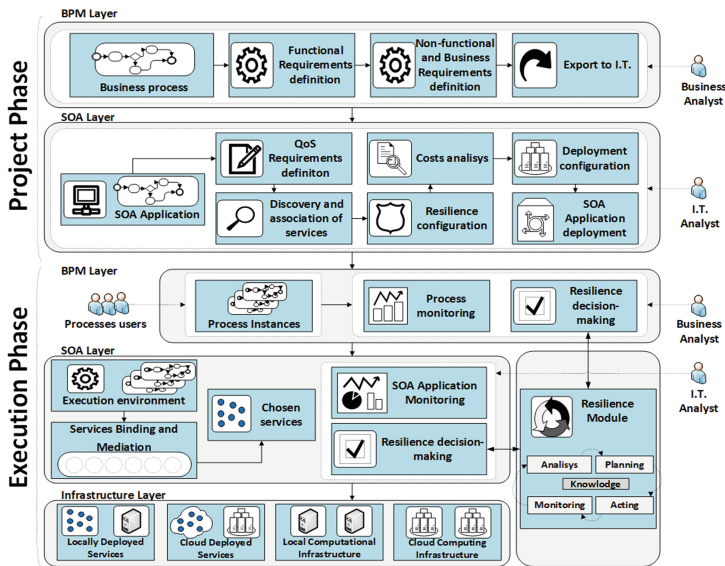 Project Phase
BPM Layer
Business process
Functional
Requirements
definition
Non-functional
and Business
Requirements
definition
Export to I.T.
Business
Analyst
SOA Layer
SOA Application
QoS
Requirements
definiton
Discovery and
association of
services
Costs analisys
Resilience
configuration
Deployment
configuration
SOA
Application
deployment
I.T.
Analyst
Execution Phase
BPM Layer
Processes users
Process Instances
Process
monitoring
Resilience
decision-
making
Business
Analyst
SOA Layer
Execution environment
Services Binding and
Mediation
Chosen
services
SOA Application
Monitoring
Resilience decision-
making
I.T.
Analyst
Resilience
Module
Analisys
Planning
Knowlodge
Monitoring
Acting
Infrastructure Layer
Locally Deployed
Services
Cloud Deployed
Services
Local Computational
Infrastructure
Cloud Computing
Infrastructure